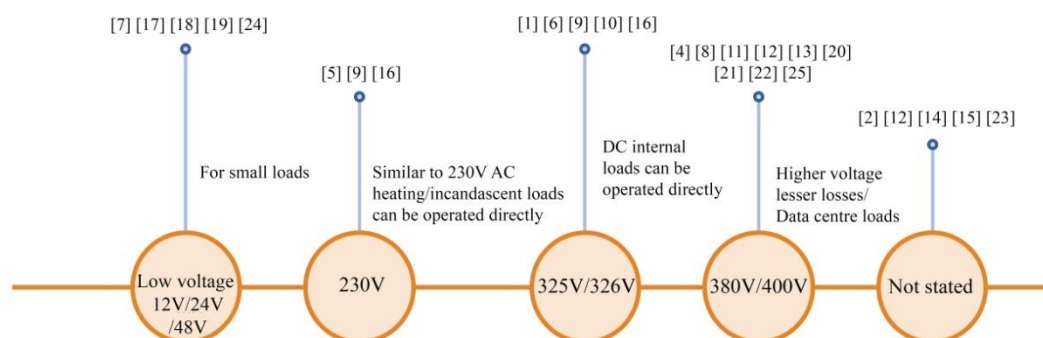 [7] [17] [18] [19] [24]
For small loads
Low voltage
12V/24V
/48V
[5] [9] [16]
Similar to 230V AC
heating/incandascent loads
can be operated directly
230V
[1] [6] [9] [10] [16]
DC internal
loads can be
operated directly
325V/326V
[4] [8] [11] [12] [13] [20]
[21] [22] [25]
Higher voltage
lesser losses/
Data centre loads
380V/400V
[2] [12] [14] [15] [23]
Not stated